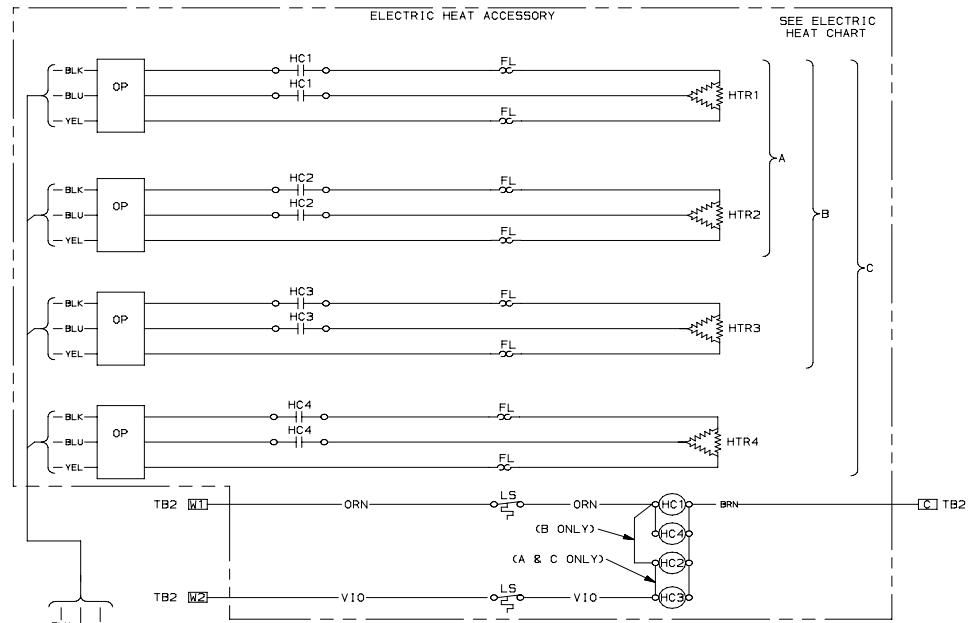 ELECTRIC HEAT ACCESSORY
SEE ELECTRIC
HEAT CHART
BLK
BLU
YEL
OP
HC1
HC1
FL
FL
HTR1
A
BLK
BLU
YEL
OP
HC2
HC2
FL
FL
HTR2
B
C
BLK
BLU
YEL
OP
HC3
HC3
FL
FL
HTR3
BLK
BLU
YEL
OP
HC4
HC4
FL
FL
HTR4
TB2 W1 ORN LS ORN HC1 BRN C TB2
(B ONLY) HC4
(A & C ONLY) HC2
TB2 W2 VIO LS VIO HC3